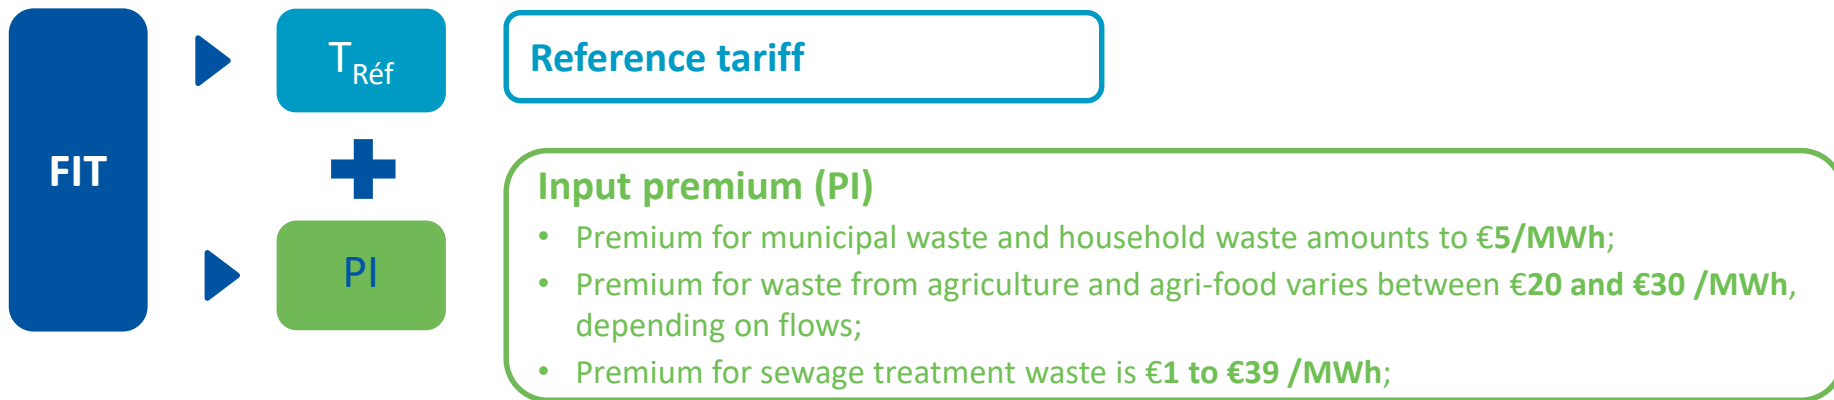 FIT
T Réf
Reference tariff
PI
Input premium (PI)
• Premium for municipal waste and household waste amounts to €5/MWh;
• Premium for waste from agriculture and agri-food varies between €20 and €30 /MWh,
depending on flows;
• Premium for sewage treatment waste is €1 to €39 /MWh;